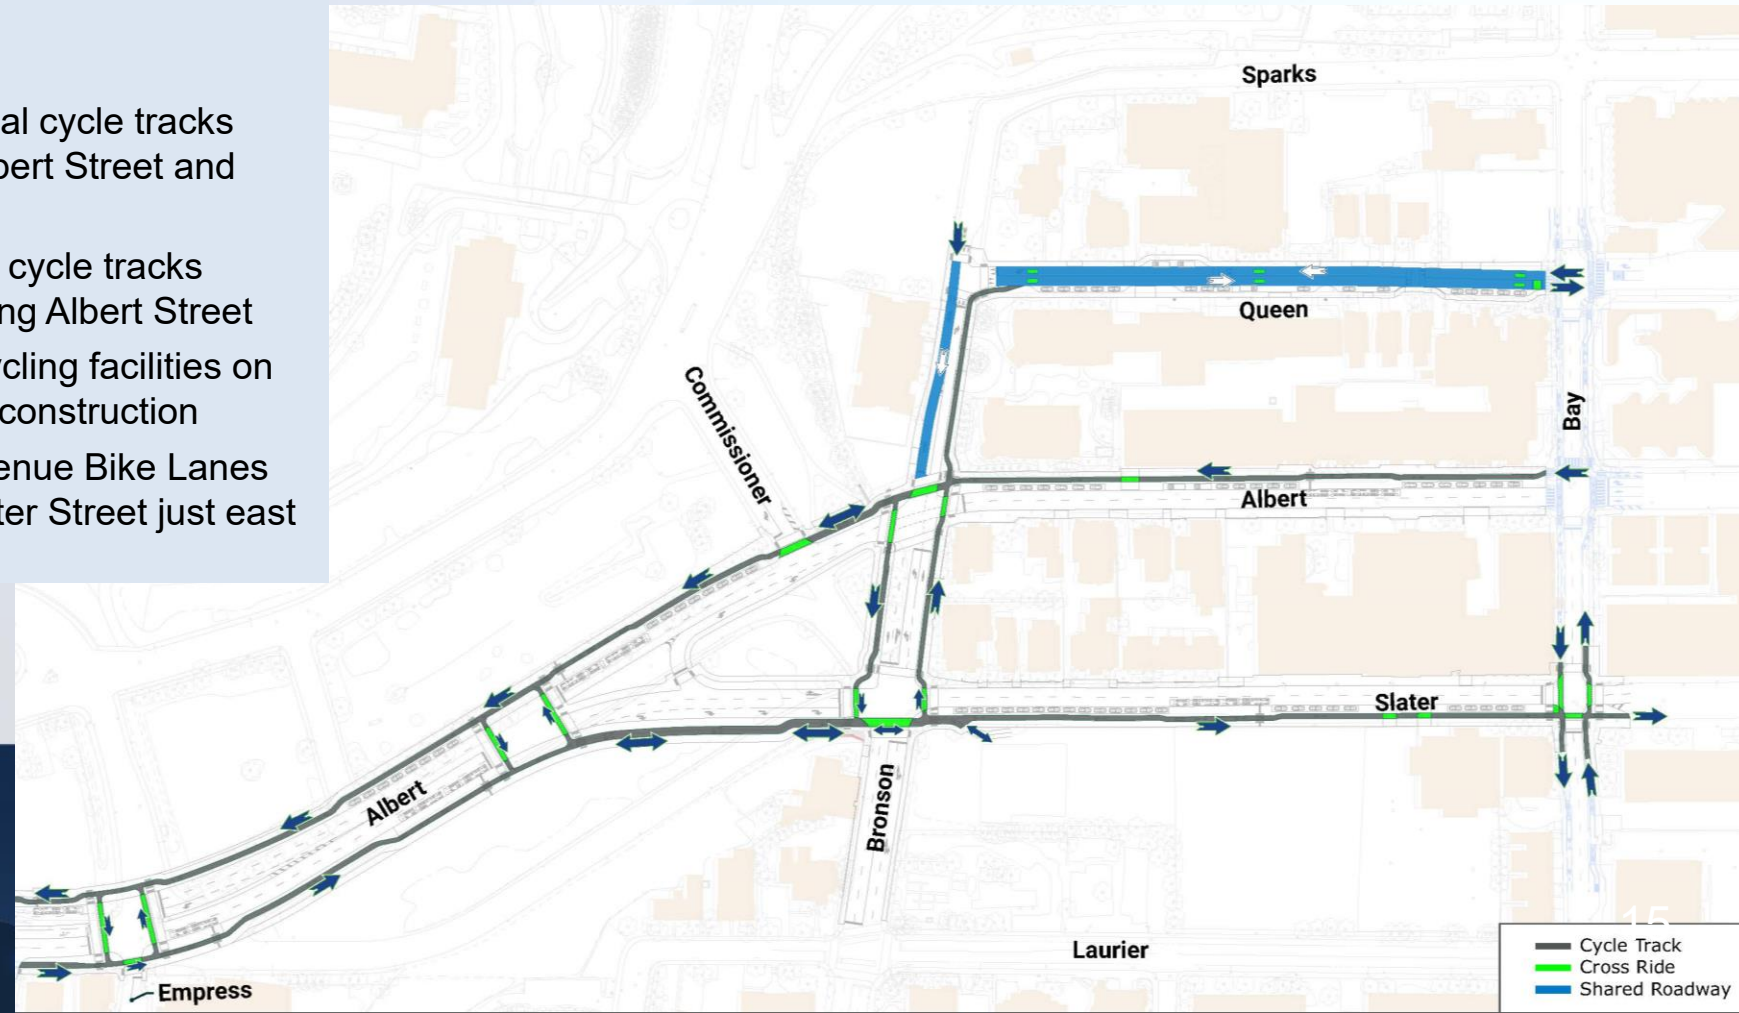 al cycle tracks
bert Street and
cycle tracks
ng Albert Street
cling facilities on
construction
enue Bike Lanes
ter Street just east
Sparks
Queen
Commissioner
Bay
Albert
Slater
Albert
Bronson
Laurier
Empress
15
Cycle Track
Cross Ride
Shared Roadway